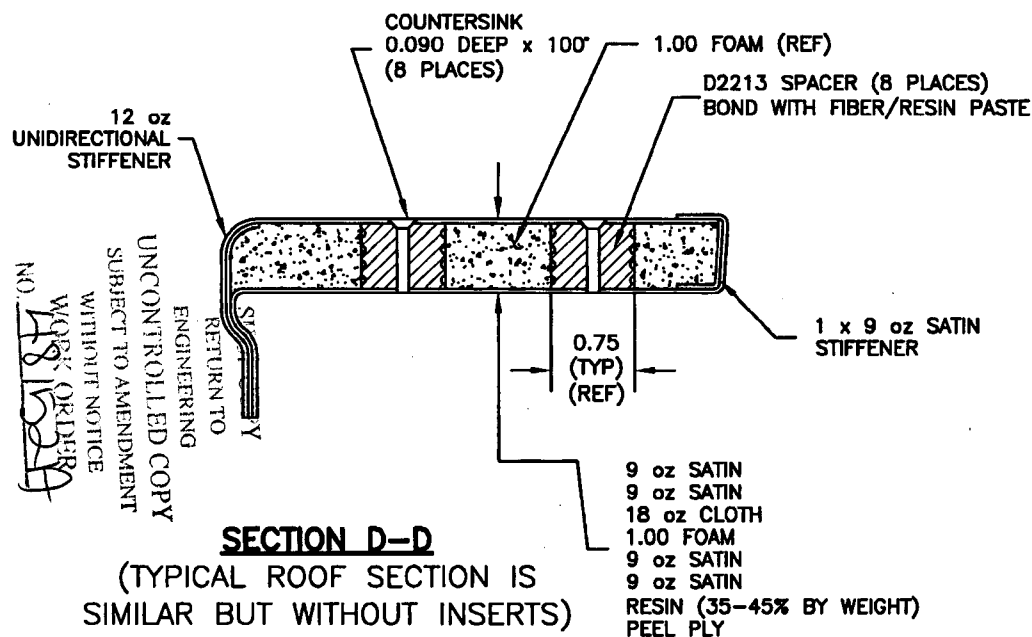 COUNTERSINK
0.090 DEEP x 100°
(8 PLACES)
1.00 FOAM (REF)
D2213 SPACER (8 PLACES)
BOND WITH FIBER/RESIN PASTE
12 oz
UNIDIRECTIONAL
STIFFENER
1 x 9 oz SATIN
STIFFENER
0.75
(TYP)
(REF)
9 oz SATIN
9 oz SATIN
18 oz CLOTH
1.00 FOAM
9 oz SATIN
9 oz SATIN
RESIN (35-45% BY WEIGHT)
PEEL PLY
SECTION D-D
(TYPICAL ROOF SECTION IS
SIMILAR BUT WITHOUT INSERTS)
RETURN TO
ENGINEERING
UNCONTROLLED COPY
SUBJECT TO AMENDMENT
WITHOUT NOTICE
WORK ORDER
NO.